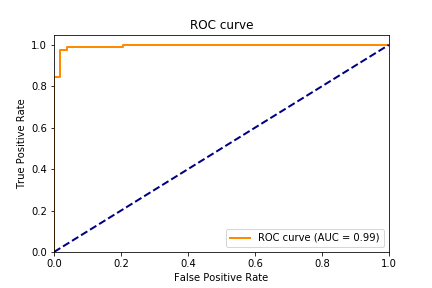 ROC curve
True Positive Rate
1.0
0.8
0.6
0.4
0.2
0.0
ROC curve (AUC = 0.99)
0.0 0.2 0.4 0.6 0.8 1.0
False Positive Rate